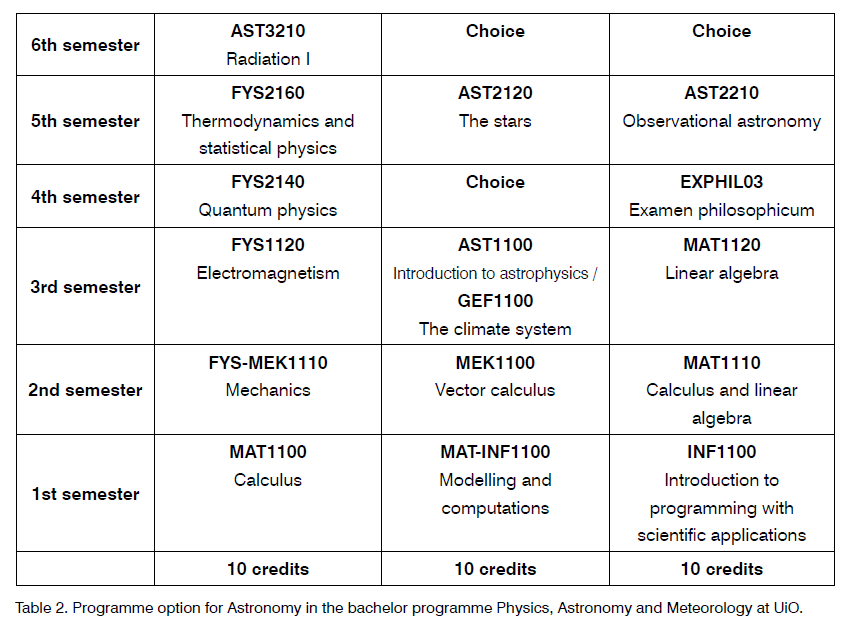 6th semester
AST3210
Radiation I
Choice
Choice
5th semester
FYS2160
Thermodynamics and
statistical physics
AST2120
The stars
AST2210
Observational astronomy
4th semester
FYS2140
Quantum physics
Choice
EXPHIL03
Examen philosophicum
3rd semester
FYS1120
Electromagnetism
AST1100
Introduction to astrophysics /
GEF1100
The climate system
MAT1120
Linear algebra
2nd semester
FYS-MEK1110
Mechanics
MEK1100
Vector calculus
MAT1110
Calculus and linear
algebra
1st semester
MAT1100
Calculus
MAT-INF1100
Modelling and
computations
INF1100
Introduction to
programming with
scientific applications
10 credits
10 credits
10 credits
Table 2. Programme option for Astronomy in the bachelor programme Physics, Astronomy and Meteorology at UiO.